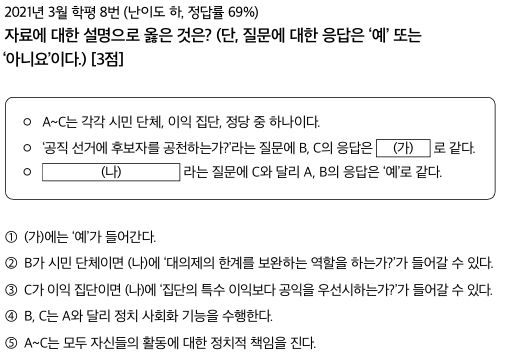 2021년 3월 학평 8번 (난이도 하, 정답률 69%)
자료에 대한 설명으로 옳은 것은? (단, 질문에 대한 응답은 ‘예’ 또는
‘아니요’이다.) [3점]
○ A~C는 각각 시민 단체, 이익 집단, 정당 중 하나이다.
○ ‘공직 선거에 후보자를 공천하는가?’라는 질문에 B, C의 응답은 (가) 로 같다.
○ (나) 라는 질문에 C와 달리 A, B의 응답은 ‘예’로 같다.
① (가)에는 ‘예’가 들어간다.
② B가 시민 단체이면 (나)에 ‘대의제의 한계를 보완하는 역할을 하는가?’가 들어갈 수 있다.
③ C가 이익 집단이면 (나)에 ‘집단의 특수 이익보다 공익을 우선시하는가?’가 들어갈 수 있다.
④ B, C는 A와 달리 정치 사회화 기능을 수행한다.
⑤ A~C는 모두 자신들의 활동에 대한 정치적 책임을 진다.